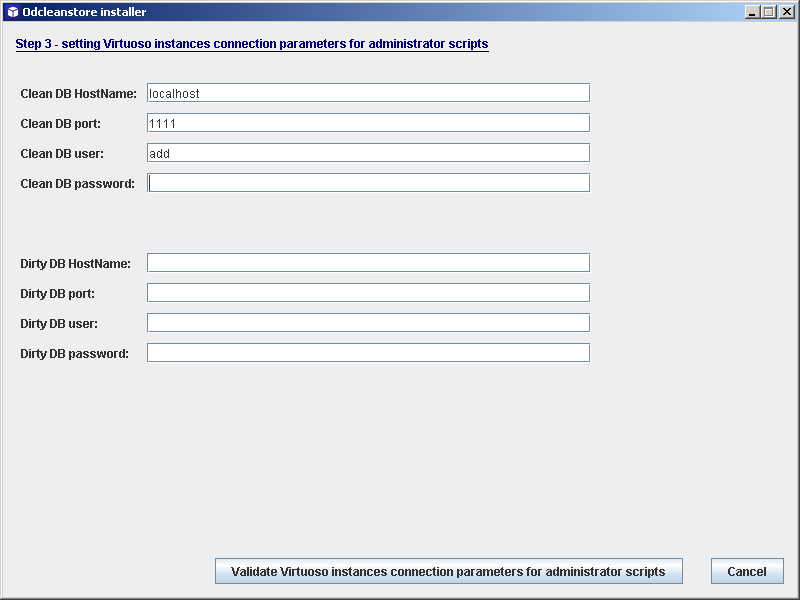 Odcleanstore installer
Step 3 - setting Virtuoso instances connection parameters for administrator scripts
Clean DB HostName: localhost
Clean DB port: 1111
Clean DB user: add
Clean DB password:
Dirty DB HostName:
Dirty DB port:
Dirty DB user:
Dirty DB password:
Validate Virtuoso instances connection parameters for administrator scripts Cancel